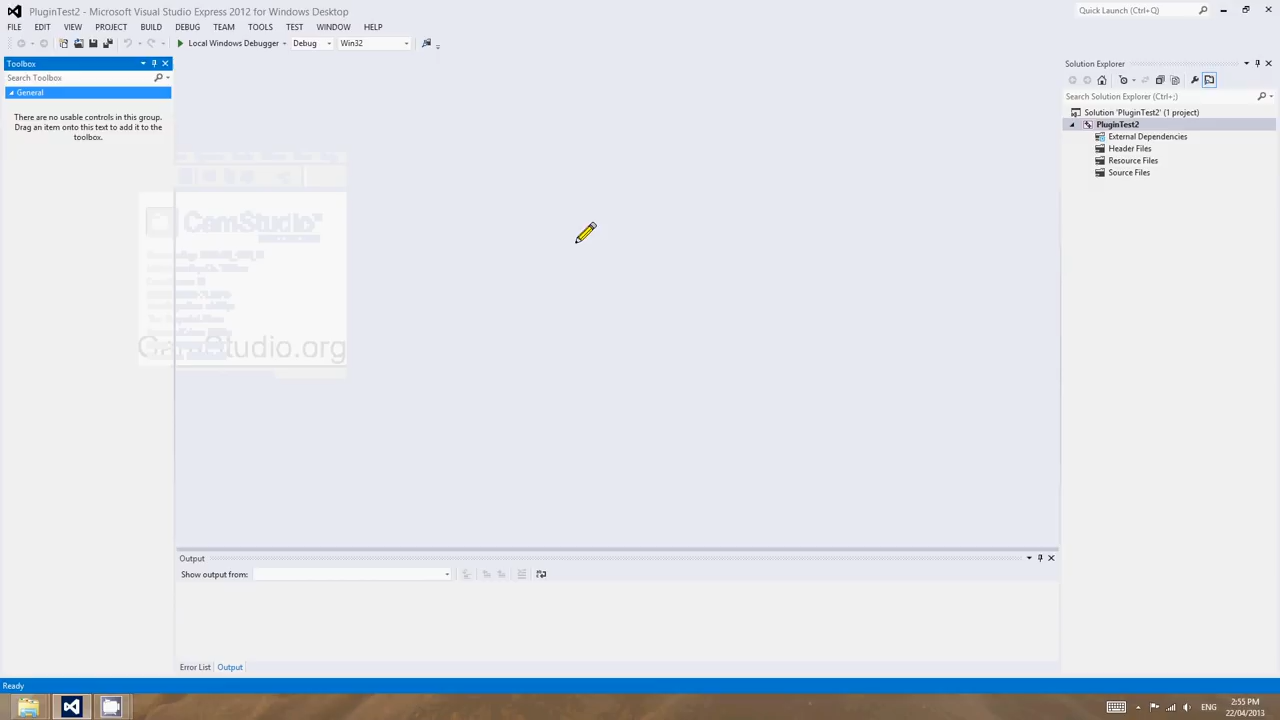 PluginTest2 - Microsoft Visual Studio Express 2012 for Windows Desktop
Quick Launch (Ctrl+Q)
FILE EDIT VIEW PROJECT BUILD DEBUG TEAM TOOLS TEST WINDOW HELP
Local Windows Debugger Debug Win32
Toolbox
Search Toolbox
General
There are no usable controls in this group.
Drag an item onto this text to add it to the
toolbox.
CamStudio
CamStudio.org
Solution Explorer
Search Solution Explorer (Ctrl+;)
Solution 'PluginTest2' (1 project)
PluginTest2
External Dependencies
Header Files
Resource Files
Source Files
Output
Show output from:
Error List Output
Ready
ENG
2:55 PM
22/04/2013